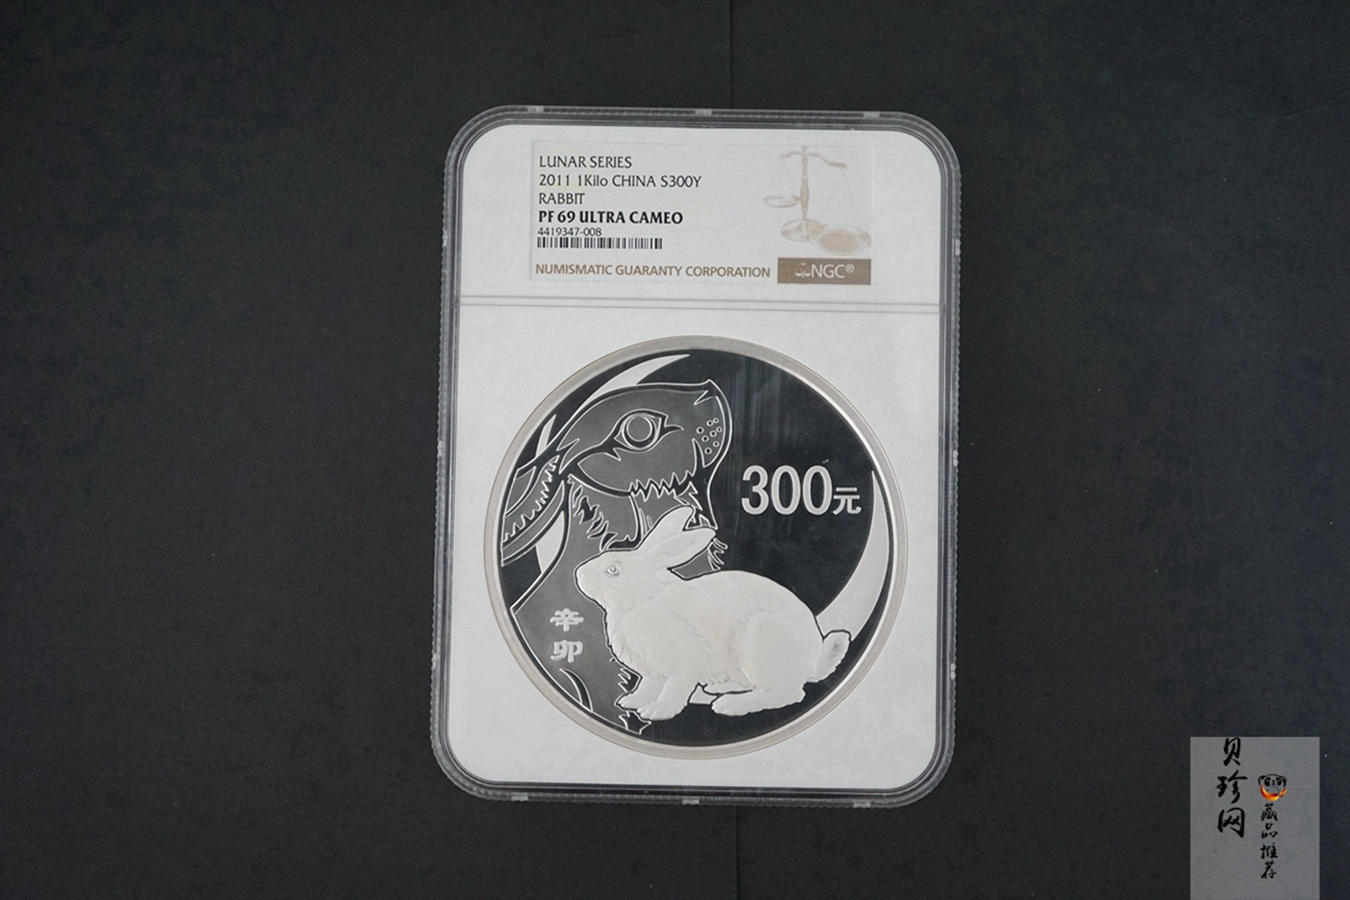 LUNAR SERIES
2011 1Kilo CHINA S300Y
RABBIT
PF 69 ULTRA CAMEO
4419347-008
NUMISMATIC GUARANTY CORPORATION NGC®
300元
辛
卯
贝珍网
藏品推荐